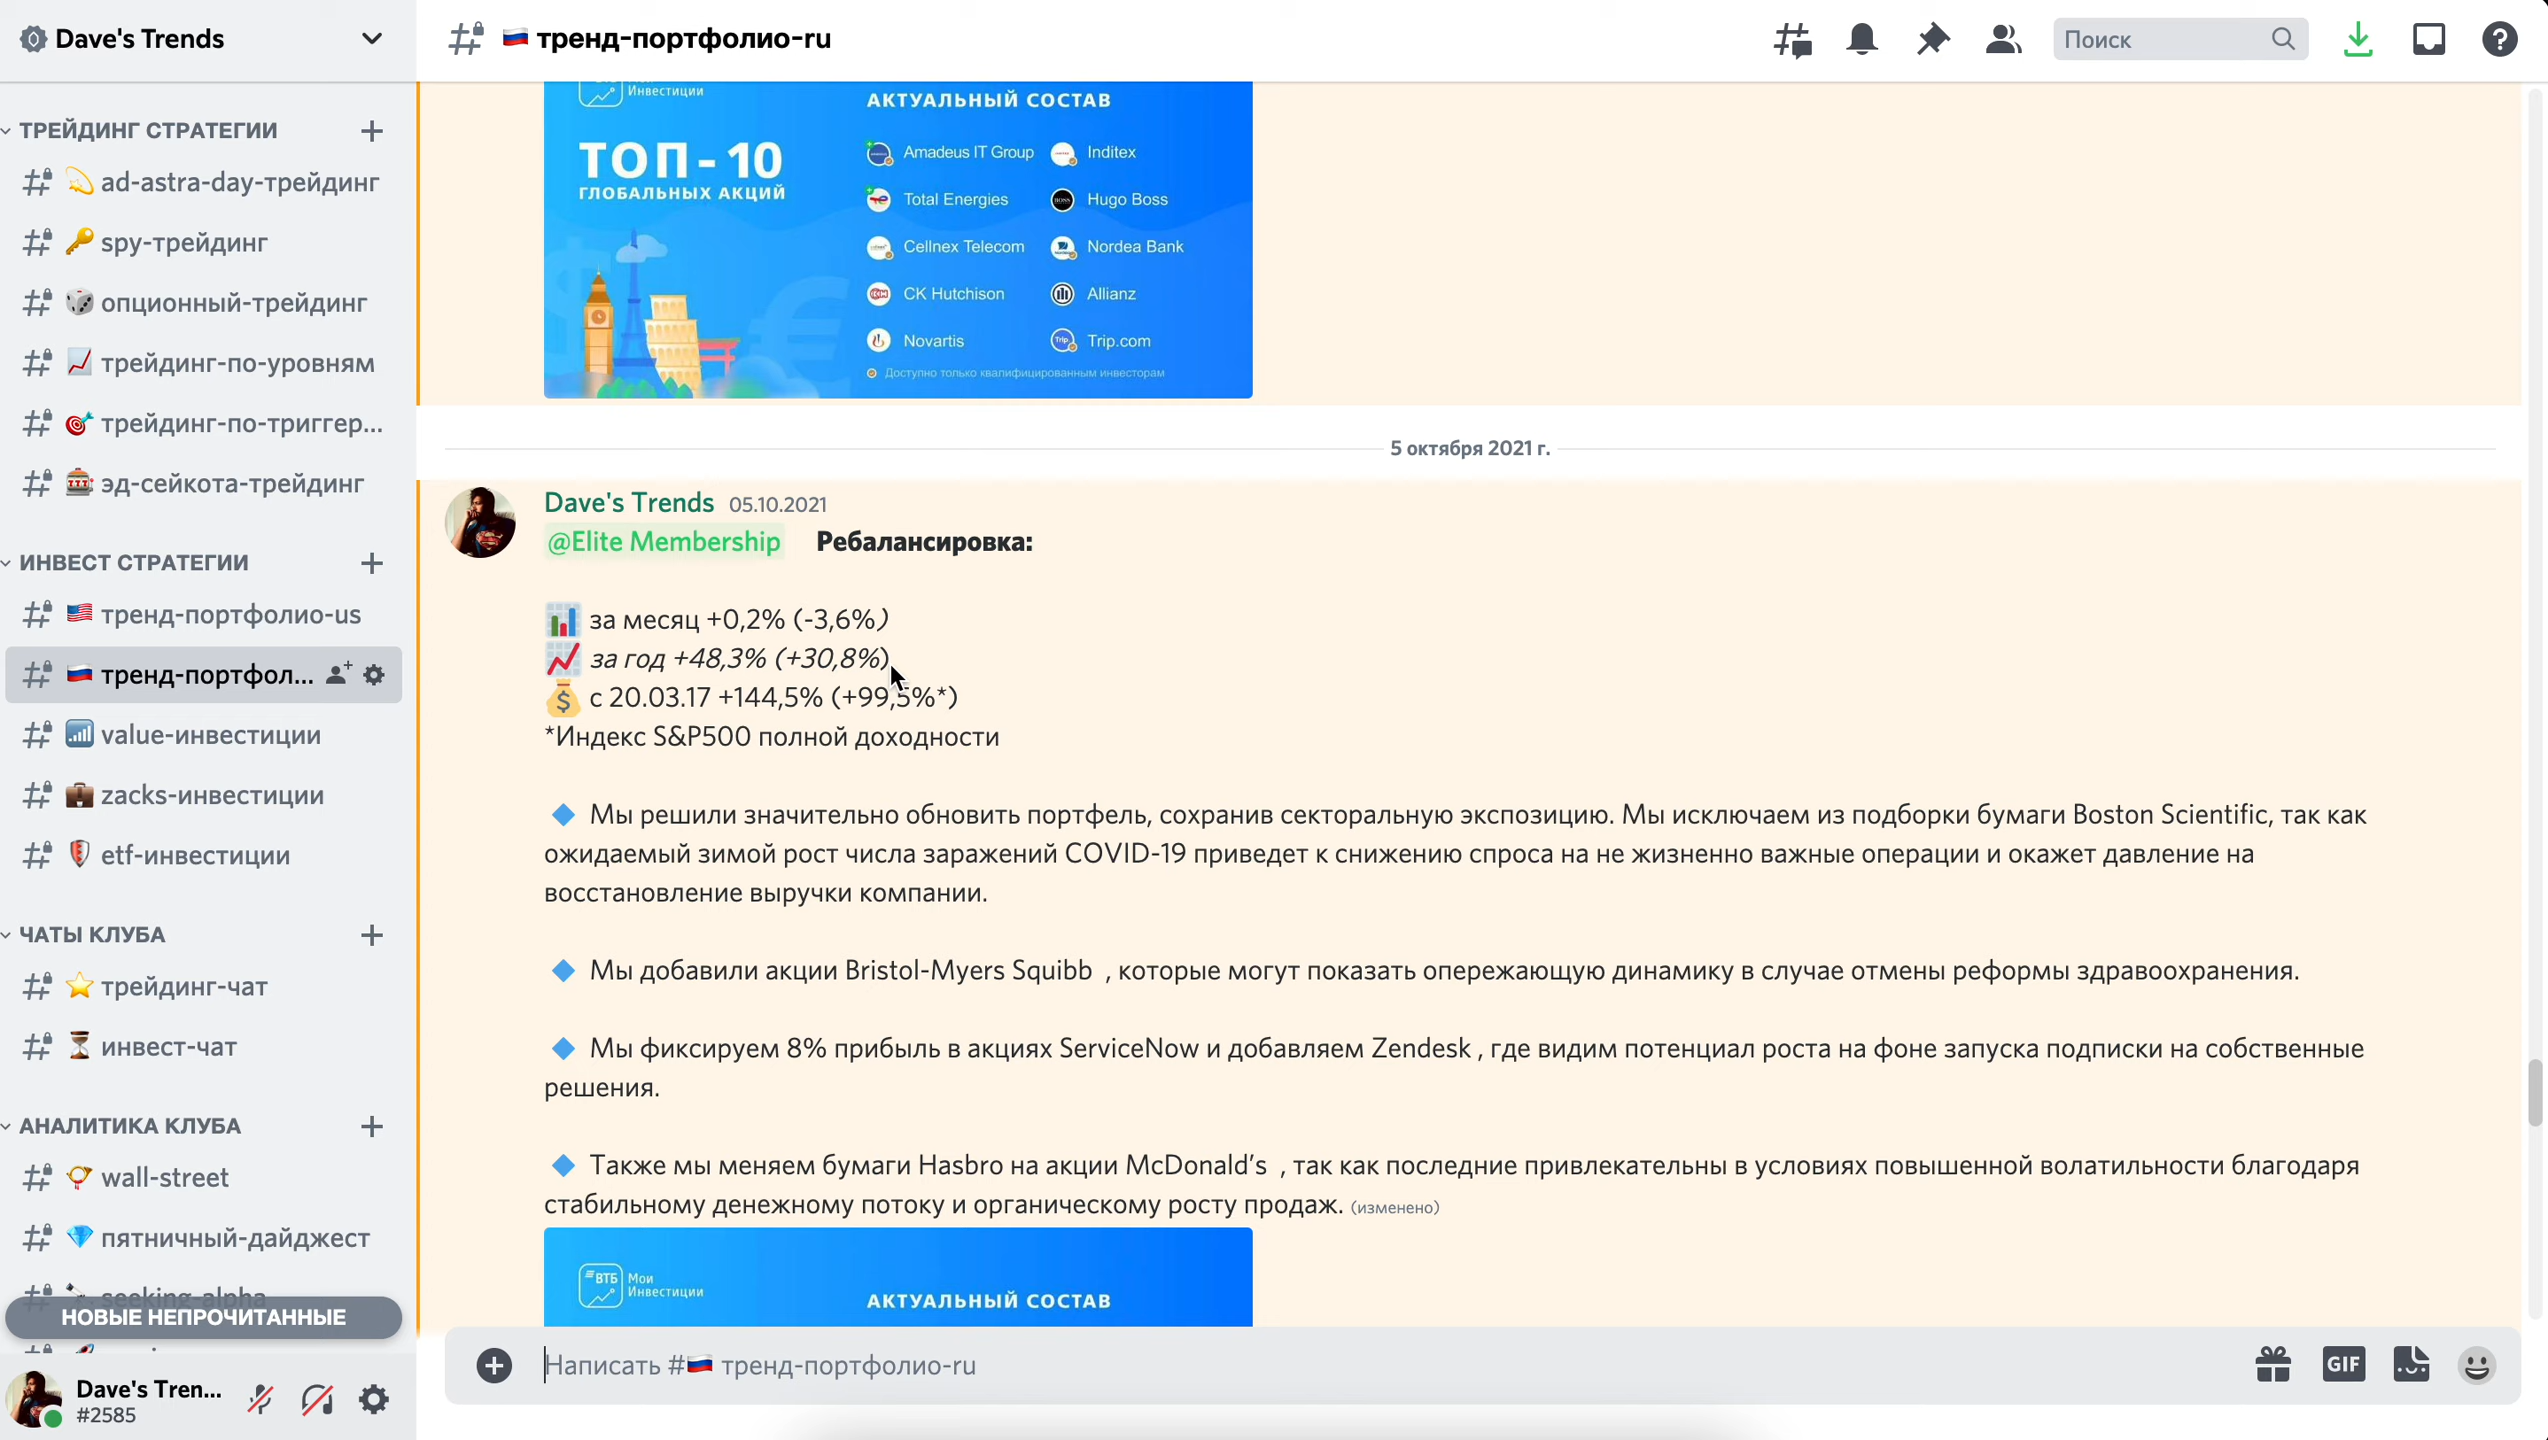 Dave's Trends
ТРЕЙДИНГ СТРАТЕГИИ
ad-astra-day-трейдинг
spy-трейдинг
опционный-трейдинг
трейдинг-по-уровням
трейдинг-по-триггер...
эд-сейкота-трейдинг
ИНВЕСТ СТРАТЕГИИ
тренд-портфолио-us
тренд-портфол...
value-инвестиции
zacks-инвестиции
etf-инвестиции
ЧАТЫ КЛУБА
трейдинг-чат
инвест-чат
АНАЛИТИКА КЛУБА
wall-street
пятничный-дайджест
seeking-alpha
НОВЫЕ НЕПРОЧИТАННЫЕ
Dave's Tren...
#2585
тренд-портфолио-ru
Поиск
Инвестиции
ТОП-10
ГЛОБАЛЬНЫХ АКЦИЙ
АКТУАЛЬНЫЙ СОСТАВ
Amadeus IT Group Inditex
Total Energies Hugo Boss
Cellnex Telecom Nordea Bank
CK Hutchison Allianz
Novartis Trip.com
Доступно только квалифицированным инвесторам
5 октября 2021 г.
Dave's Trends 05.10.2021
@Elite Membership Ребалансировка:
за месяц +0,2% (-3,6%)
за год +48,3% (+30,8%)
с 20.03.17 +144,5% (+99,5%*)
*Индекс S&P500 полной доходности
Мы решили значительно обновить портфель, сохранив секторальную экспозицию. Мы исключаем из подборки бумаги Boston Scientific, так как
ожидаемый зимой рост числа заражений COVID-19 приведет к снижению спроса на не жизненно важные операции и окажет давление на
восстановление выручки компании.
Мы добавили акции Bristol-Myers Squibb , которые могут показать опережающую динамику в случае отмены реформы здравоохранения.
Мы фиксируем 8% прибыль в акциях ServiceNow и добавляем Zendesk , где видим потенциал роста на фоне запуска подписки на собственные
решения.
Также мы меняем бумаги Hasbro на акции McDonald’s , так как последние привлекательны в условиях повышенной волатильности благодаря
стабильному денежному потоку и органическому росту продаж. (изменено)
ВТБ Мои
Инвестиции
АКТУАЛЬНЫЙ СОСТАВ
Написать # тренд-портфолио-ru
GIF